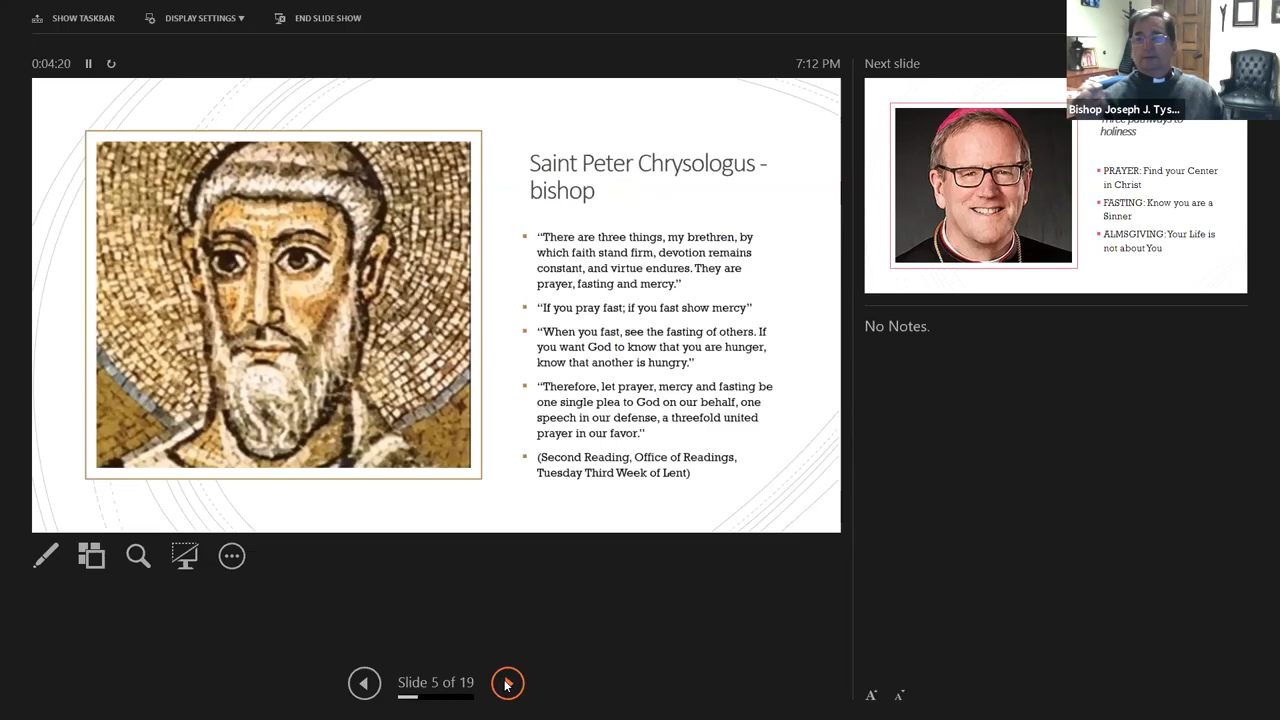 SHOW TASKBAR
DISPLAY SETTINGS ▼
END SLIDE SHOW
0:04:20
7:12 PM
Next slide
Bishop Joseph J. Tys...
Saint Peter Chrysologus -
bishop
“There are three things, my brethren, by
which faith stand firm, devotion remains
constant, and virtue endures. They are
prayer, fasting and mercy.”
“If you pray fast; if you fast show mercy”
“When you fast, see the fasting of others. If
you want God to know that you are hunger,
know that another is hungry.”
“Therefore, let prayer, mercy and fasting be
one single plea to God on our behalf, one
speech in our defense, a threefold united
prayer in our favor.”
(Second Reading, Office of Readings,
Tuesday Third Week of Lent)
Three pathways to
holiness
PRAYER: Find your Center
in Christ
FASTING: Know you are a
Sinner
ALMSGIVING: Your Life is
not about You
No Notes.
Slide 5 of 19
A
A